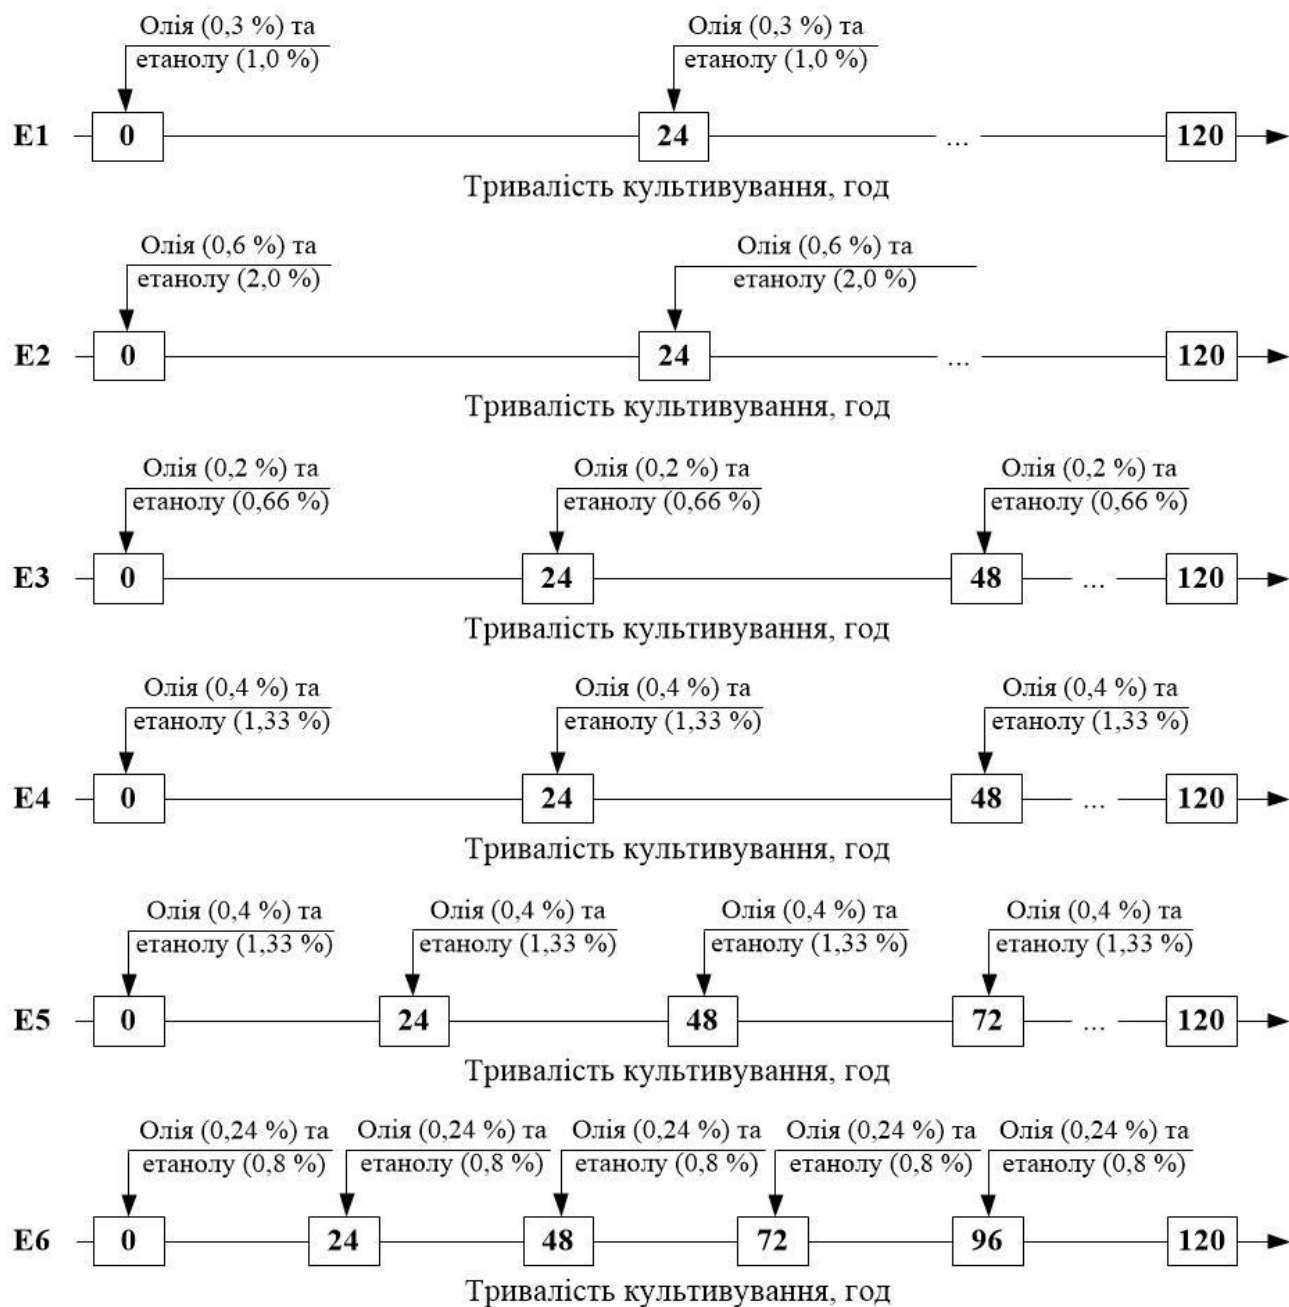 Олія (0,3 %) та Олія (0,3 %) та
етанолу (1,0 %) етанолу (1,0 %)
E1 0 24 ... 120
Тривалість культивування, год
Олія (0,6 %) та Олія (0,6 %) та
етанолу (2,0 %) етанолу (2,0 %)
E2 0 24 ... 120
Тривалість культивування, год
Олія (0,2 %) та Олія (0,2 %) та Олія (0,2 %) та
етанолу (0,66 %) етанолу (0,66 %) етанолу (0,66 %)
E3 0 24 48 ... 120
Тривалість культивування, год
Олія (0,4 %) та Олія (0,4 %) та Олія (0,4 %) та
етанолу (1,33 %) етанолу (1,33 %) етанолу (1,33 %)
E4 0 24 48 ... 120
Тривалість культивування, год
Олія (0,4 %) та Олія (0,4 %) та Олія (0,4 %) та Олія (0,4 %) та
етанолу (1,33 %) етанолу (1,33 %) етанолу (1,33 %) етанолу (1,33 %)
E5 0 24 48 72 ... 120
Тривалість культивування, год
Олія (0,24 %) та Олія (0,24 %) та Олія (0,24 %) та Олія (0,24 %) та Олія (0,24 %) та
етанолу (0,8 %) етанолу (0,8 %) етанолу (0,8 %) етанолу (0,8 %) етанолу (0,8 %)
E6 0 24 48 72 96 120
Тривалість культивування, год